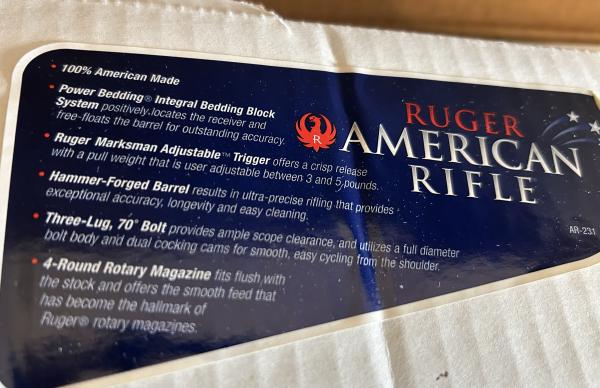 • 100% American Made
• Power Bedding® Integral Bedding Block
System positively locates the receiver and
free-floats the barrel for outstanding accuracy.
• Ruger Marksman Adjustable™ Trigger offers a crisp release
with a pull weight that is user adjustable between 3 and 5 pounds.
• Hammer-Forged Barrel results in ultra-precise rifling that provides
exceptional accuracy, longevity and easy cleaning.
• Three-Lug, 70° Bolt provides ample scope clearance, and utilizes a full diameter
bolt body and dual cocking cams for smooth, easy cycling from the shoulder.
• 4-Round Rotary Magazine fits flush with
the stock and offers the smooth feed that
has become the hallmark of
Ruger® rotary magazines.
R
RUGER
AMERICAN
RIFLE
AR-231